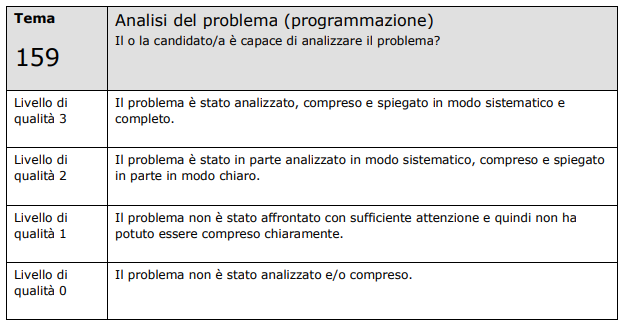 Tema
159
Analisi del problema (programmazione)
Il o la candidato/a è capace di analizzare il problema?
Livello di
qualità 3
Il problema è stato analizzato, compreso e spiegato in modo sistematico e
completo.
Livello di
qualità 2
Il problema è stato in parte analizzato in modo sistematico, compreso e spiegato
in parte in modo chiaro.
Livello di
qualità 1
Il problema non è stato affrontato con sufficiente attenzione e quindi non ha
potuto essere compreso chiaramente.
Livello di
qualità 0
Il problema non è stato analizzato e/o compreso.